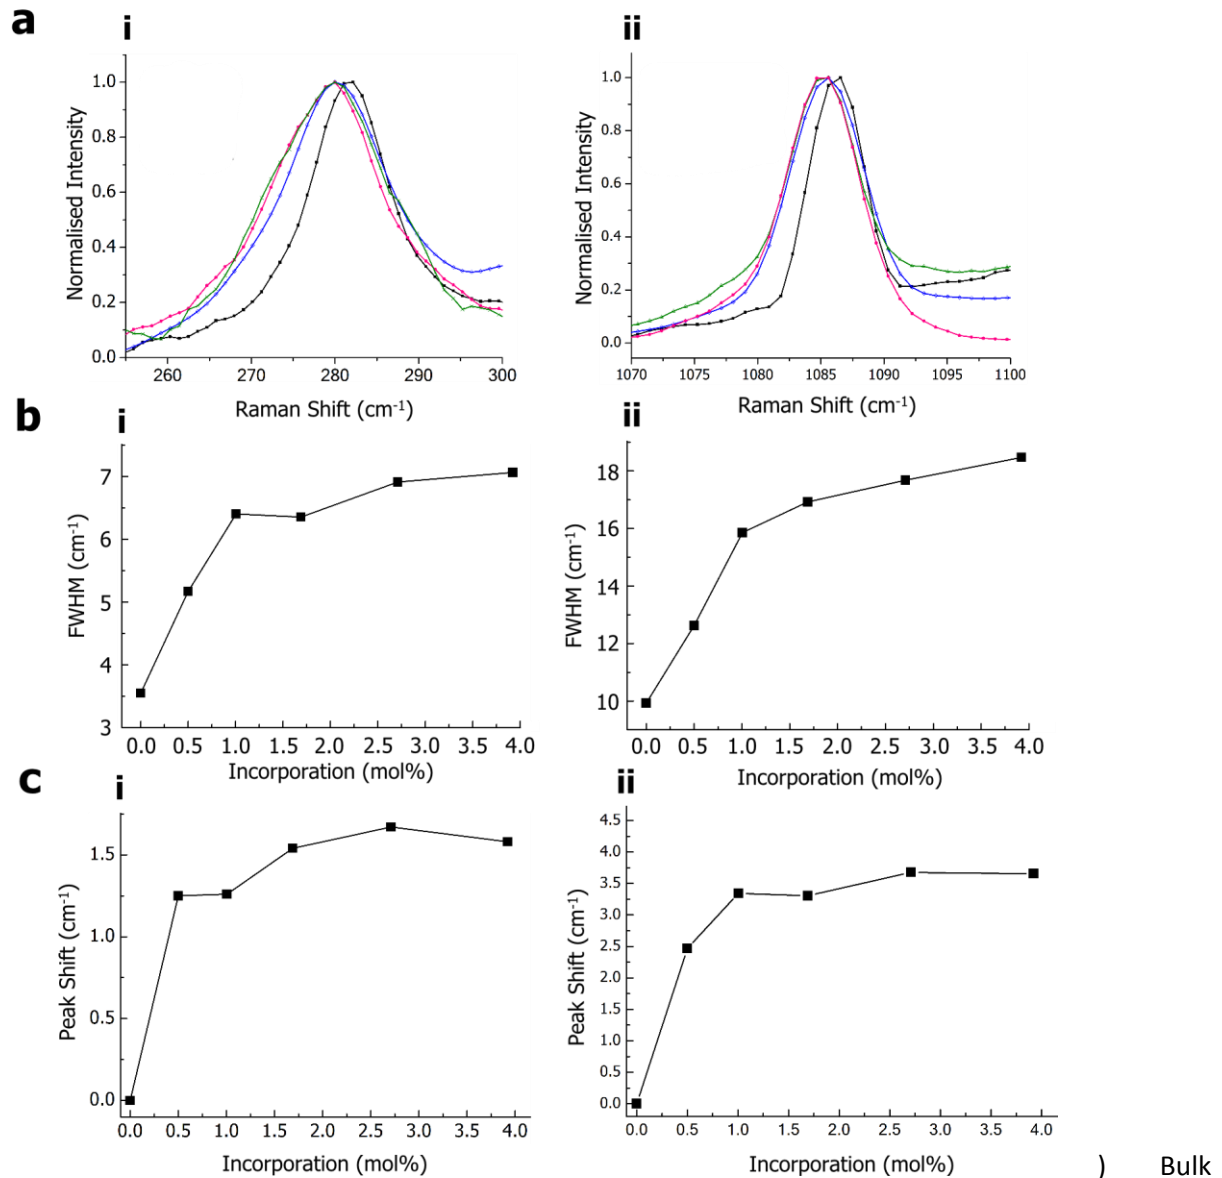 a
i
ii
1.0
0.8
0.6
0.4
0.2
0.0
Normalised Intensity
260 270 280 290 300
Raman Shift (cm-1)
1.0
0.8
0.6
0.4
0.2
0.0
Normalised Intensity
1070 1075 1080 1085 1090 1095 1100
Raman Shift (cm-1)
b
i
ii
7
6
5
4
3
FWHM (cm-1)
0.0 0.5 1.0 1.5 2.0 2.5 3.0 3.5 4.0
Incorporation (mol%)
18
16
14
12
10
FWHM (cm-1)
0.0 0.5 1.0 1.5 2.0 2.5 3.0 3.5 4.0
Incorporation (mol%)
c
i
ii
1.5
1.0
0.5
0.0
Peak Shift (cm-1)
0.0 0.5 1.0 1.5 2.0 2.5 3.0 3.5 4.0
Incorporation (mol%)
4.5
4.0
3.5
3.0
2.5
2.0
1.5
1.0
0.5
0.0
Peak Shift (cm-1)
0.0 0.5 1.0 1.5 2.0 2.5 3.0 3.5 4.0
Incorporation (mol%)
) Bulk